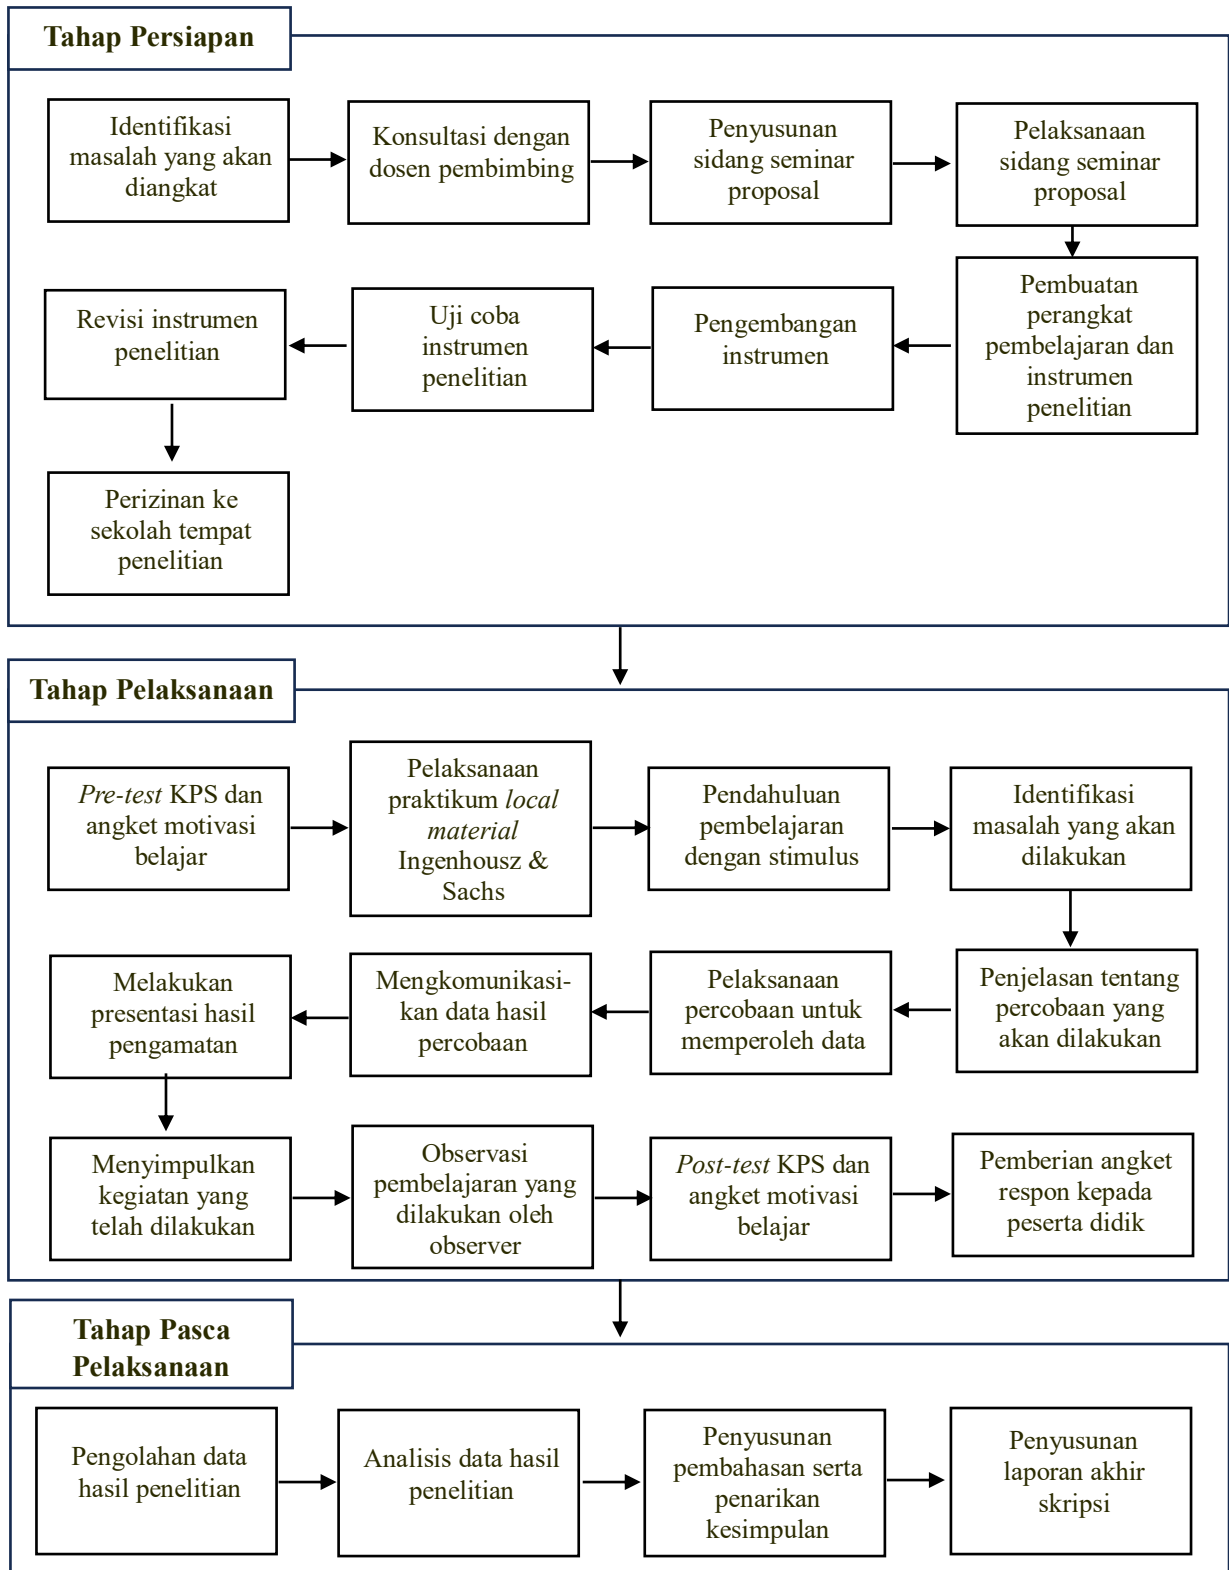 Tahap Persiapan
Identifikasi
masalah yang akan
diangkat
Konsultasi dengan
dosen pembimbing
Penyusunan
sidang seminar
proposal
Pelaksanaan
sidang seminar
proposal
Pembuatan
perangkat
pembelajaran dan
instrumen
penelitian
Pengembangan
instrumen
Uji coba
instrumen
penelitian
Revisi instrumen
penelitian
Perizinan ke
sekolah tempat
penelitian
Tahap Pelaksanaan
Pre-test KPS dan
angket motivasi
belajar
Pelaksanaan
praktikum local
material
Ingenhousz &
Sachs
Pendahuluan
pembelajaran
dengan stimulus
Identifikasi
masalah yang akan
dilakukan
Penjelasan tentang
percobaan yang
akan dilakukan
Pelaksanaan
percobaan untuk
memperoleh data
Mengkomunikasi-
kan data hasil
percobaan
Melakukan
presentasi hasil
pengamatan
Menyimpulkan
kegiatan yang
telah dilakukan
Observasi
pembelajaran yang
dilakukan oleh
observer
Post-test KPS dan
angket motivasi
belajar
Pemberian angket
respon kepada
peserta didik
Tahap Pasca
Pelaksanaan
Pengolahan data
hasil penelitian
Analisis data hasil
penelitian
Penyusunan
pembahasan serta
penarikan
kesimpulan
Penyusunan
laporan akhir
skripsi